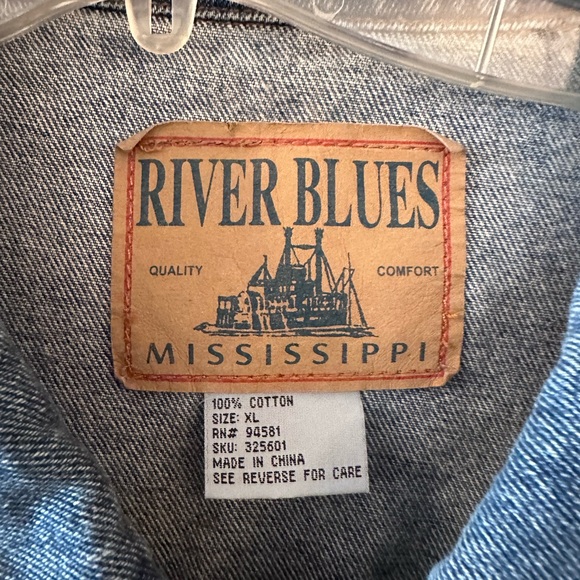 RIVER BLUES
QUALITY COMFORT
MISSISSIPPI
100% COTTON
SIZE: XL
RN# 94581
SKU: 325601
MADE IN CHINA
SEE REVERSE FOR CARE